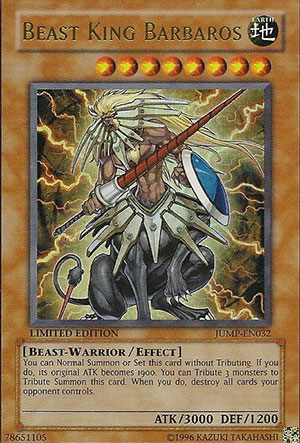 BEAST KING BARBAROS
EARTH
地
LIMITED EDITION
JUMP-EN032
[BEAST-WARRIOR / EFFECT]
You can Normal Summon or Set this card without Tributing. If you
do, its original ATK becomes 1900. You can Tribute 3 monsters to
Tribute Summon this card. When you do, destroy all cards your
opponent controls.
ATK/3000 DEF/1200
78651105
©1996 KAZUKI TAKAHASHI